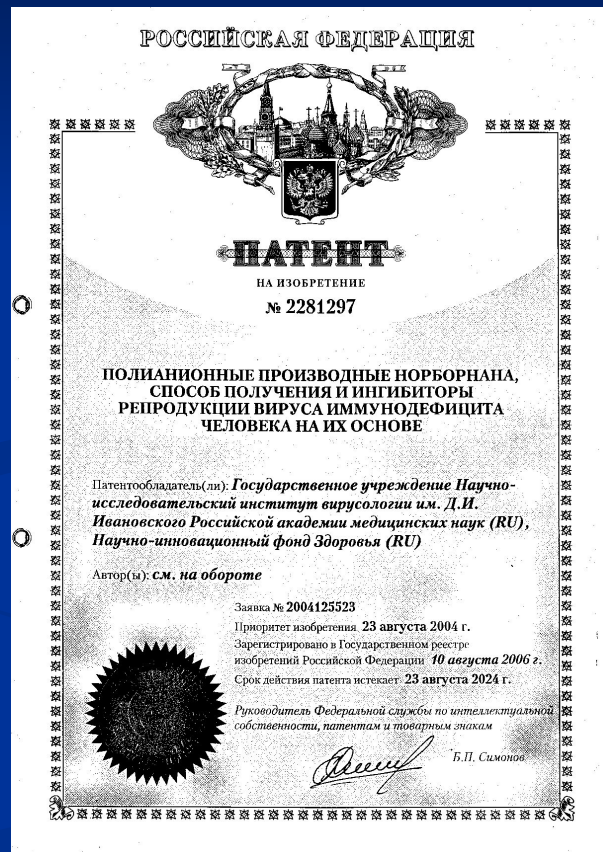 РОССИЙСКАЯ ФЕДЕРАЦИЯ
ПАТЕНТ
НА ИЗОБРЕТЕНИЕ
№ 2281297
ПОЛИАНИОННЫЕ ПРОИЗВОДНЫЕ НОРБОРНАНА,
СПОСОБ ПОЛУЧЕНИЯ И ИНГИБИТОРЫ
РЕПРОДУКЦИИ ВИРУСА ИММУНОДЕФИЦИТА
ЧЕЛОВЕКА НА ИХ ОСНОВЕ
Патентообладатель(ли): Государственное учреждение Научно-
исследовательский институт вирусологии им. Д.И.
Ивановского Российской академии медицинских наук (RU),
Научно-инновационный фонд Здоровья (RU)
Автор(ы): см. на обороте
Заявка № 2004125523
Приоритет изобретения 23 августа 2004 г.
Зарегистрировано в Государственном реестре
изобретений Российской Федерации 10 августа 2006 г.
Срок действия патента истекает 23 августа 2024 г.
Руководитель Федеральной службы по интеллектуальной
собственности, патентам и товарным знакам
Б.П. Симонов